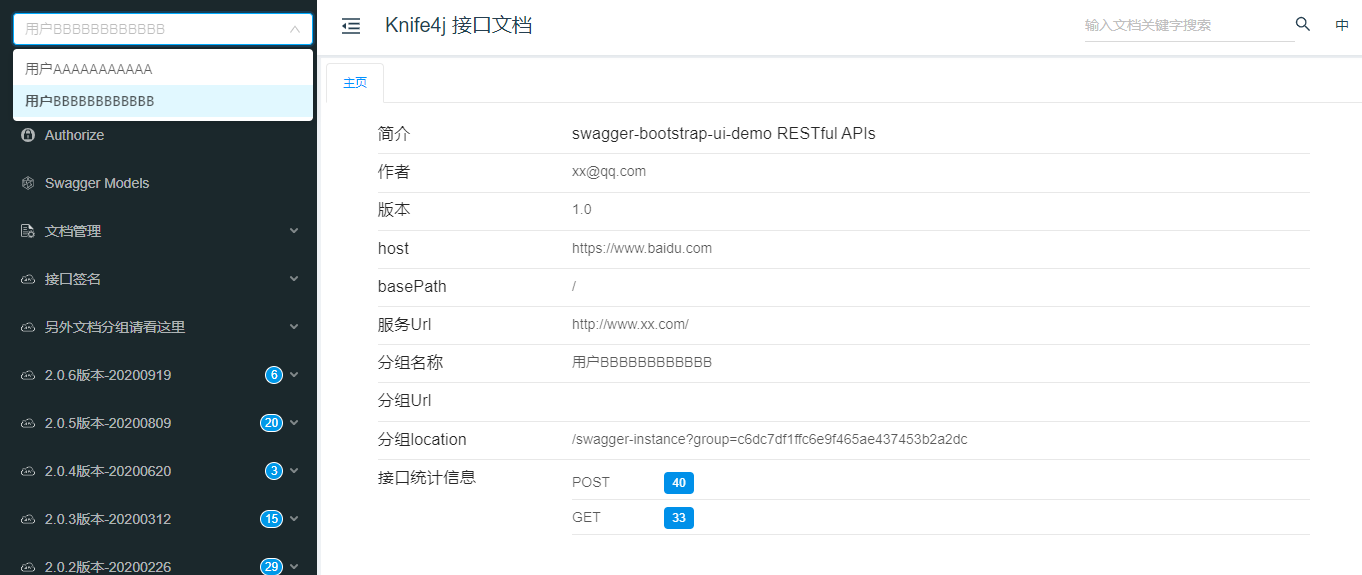 用户BBBBBBBBBBBB
用户AAAAAAAAAAA
用户BBBBBBBBBBBB
Authorize
Swagger Models
文档管理
接口签名
另外文档分组请看这里
2.0.6版本-20200919 6
2.0.5版本-20200809 20
2.0.4版本-20200620 3
2.0.3版本-20200312 15
2.0.2版本-20200226 29
Knife4j 接口文档
输入文档关键字搜索
中
主页
简介 swagger-bootstrap-ui-demo RESTful APIs
作者 xx@qq.com
版本 1.0
host https://www.baidu.com
basePath /
服务Url http://www.xx.com/
分组名称 用户BBBBBBBBBBBB
分组Url
分组location /swagger-instance?group=c6dc7df1ffc6e9f465ae437453b2a2dc
接口统计信息 POST 40
GET 33